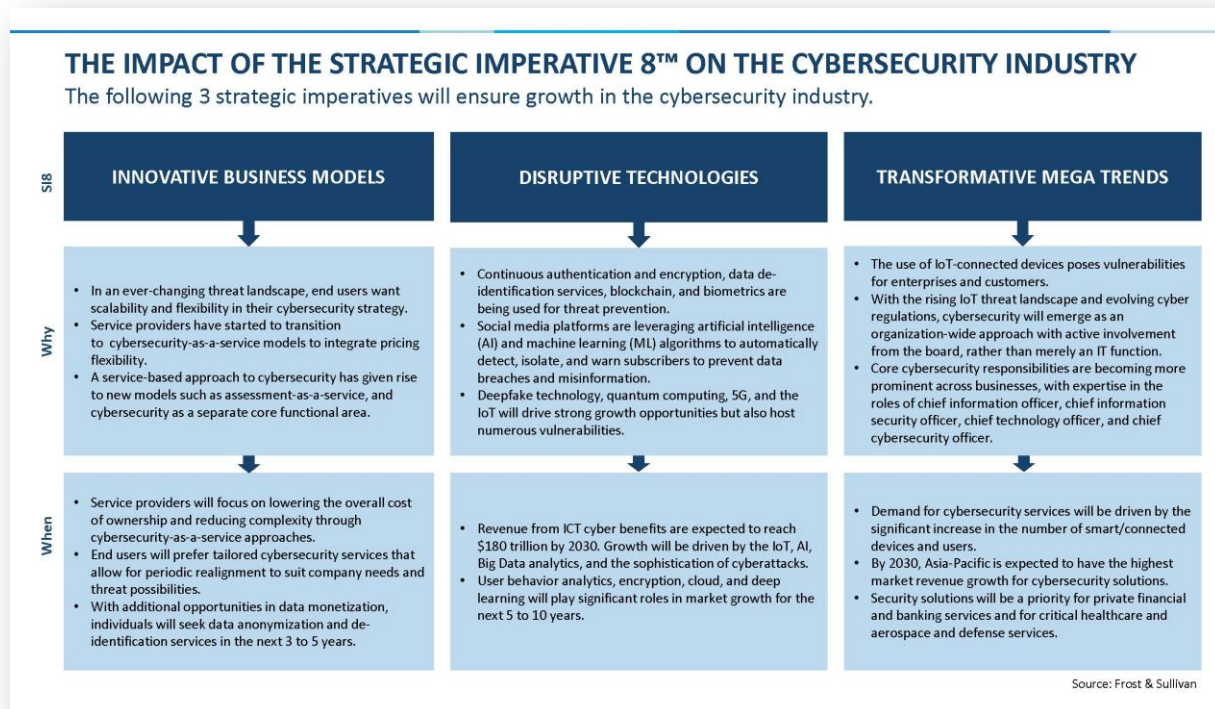 THE IMPACT OF THE STRATEGIC IMPERATIVE 8™ ON THE CYBERSECURITY INDUSTRY
The following 3 strategic imperatives will ensure growth in the cybersecurity industry.
SI8
INNOVATIVE BUSINESS MODELS
DISRUPTIVE TECHNOLOGIES
TRANSFORMATIVE MEGA TRENDS
Why
• In an ever-changing threat landscape, end users want
scalability and flexibility in their cybersecurity strategy.
• Service providers have started to transition
to cybersecurity-as-a-service models to integrate pricing
flexibility.
• A service-based approach to cybersecurity has given rise
to new models such as assessment-as-a-service, and
cybersecurity as a separate core functional area.
• Continuous authentication and encryption, data de-
identification services, blockchain, and biometrics are
being used for threat prevention.
• Social media platforms are leveraging artificial intelligence
(AI) and machine learning (ML) algorithms to automatically
detect, isolate, and warn subscribers to prevent data
breaches and misinformation.
• Deepfake technology, quantum computing, 5G, and the
IoT will drive strong growth opportunities but also host
numerous vulnerabilities.
• The use of IoT-connected devices poses vulnerabilities
for enterprises and customers.
• With the rising IoT threat landscape and evolving cyber
regulations, cybersecurity will emerge as an
organization-wide approach with active involvement
from the board, rather than merely an IT function.
• Core cybersecurity responsibilities are becoming more
prominent across businesses, with expertise in the
roles of chief information officer, chief information
security officer, chief technology officer, and chief
cybersecurity officer.
When
• Service providers will focus on lowering the overall cost
of ownership and reducing complexity through
cybersecurity-as-a-service approaches.
• End users will prefer tailored cybersecurity services that
allow for periodic realignment to suit company needs and
threat possibilities.
• With additional opportunities in data monetization,
individuals will seek data anonymization and de-
identification services in the next 3 to 5 years.
• Revenue from ICT cyber benefits are expected to reach
$180 trillion by 2030. Growth will be driven by the IoT, AI,
Big Data analytics, and the sophistication of cyberattacks.
• User behavior analytics, encryption, cloud, and deep
learning will play significant roles in market growth for the
next 5 to 10 years.
• Demand for cybersecurity services will be driven by the
significant increase in the number of smart/connected
devices and users.
• By 2030, Asia-Pacific is expected to have the highest
market revenue growth for cybersecurity solutions.
• Security solutions will be a priority for private financial
and banking services and for critical healthcare and
aerospace and defense services.
Source: Frost & Sullivan